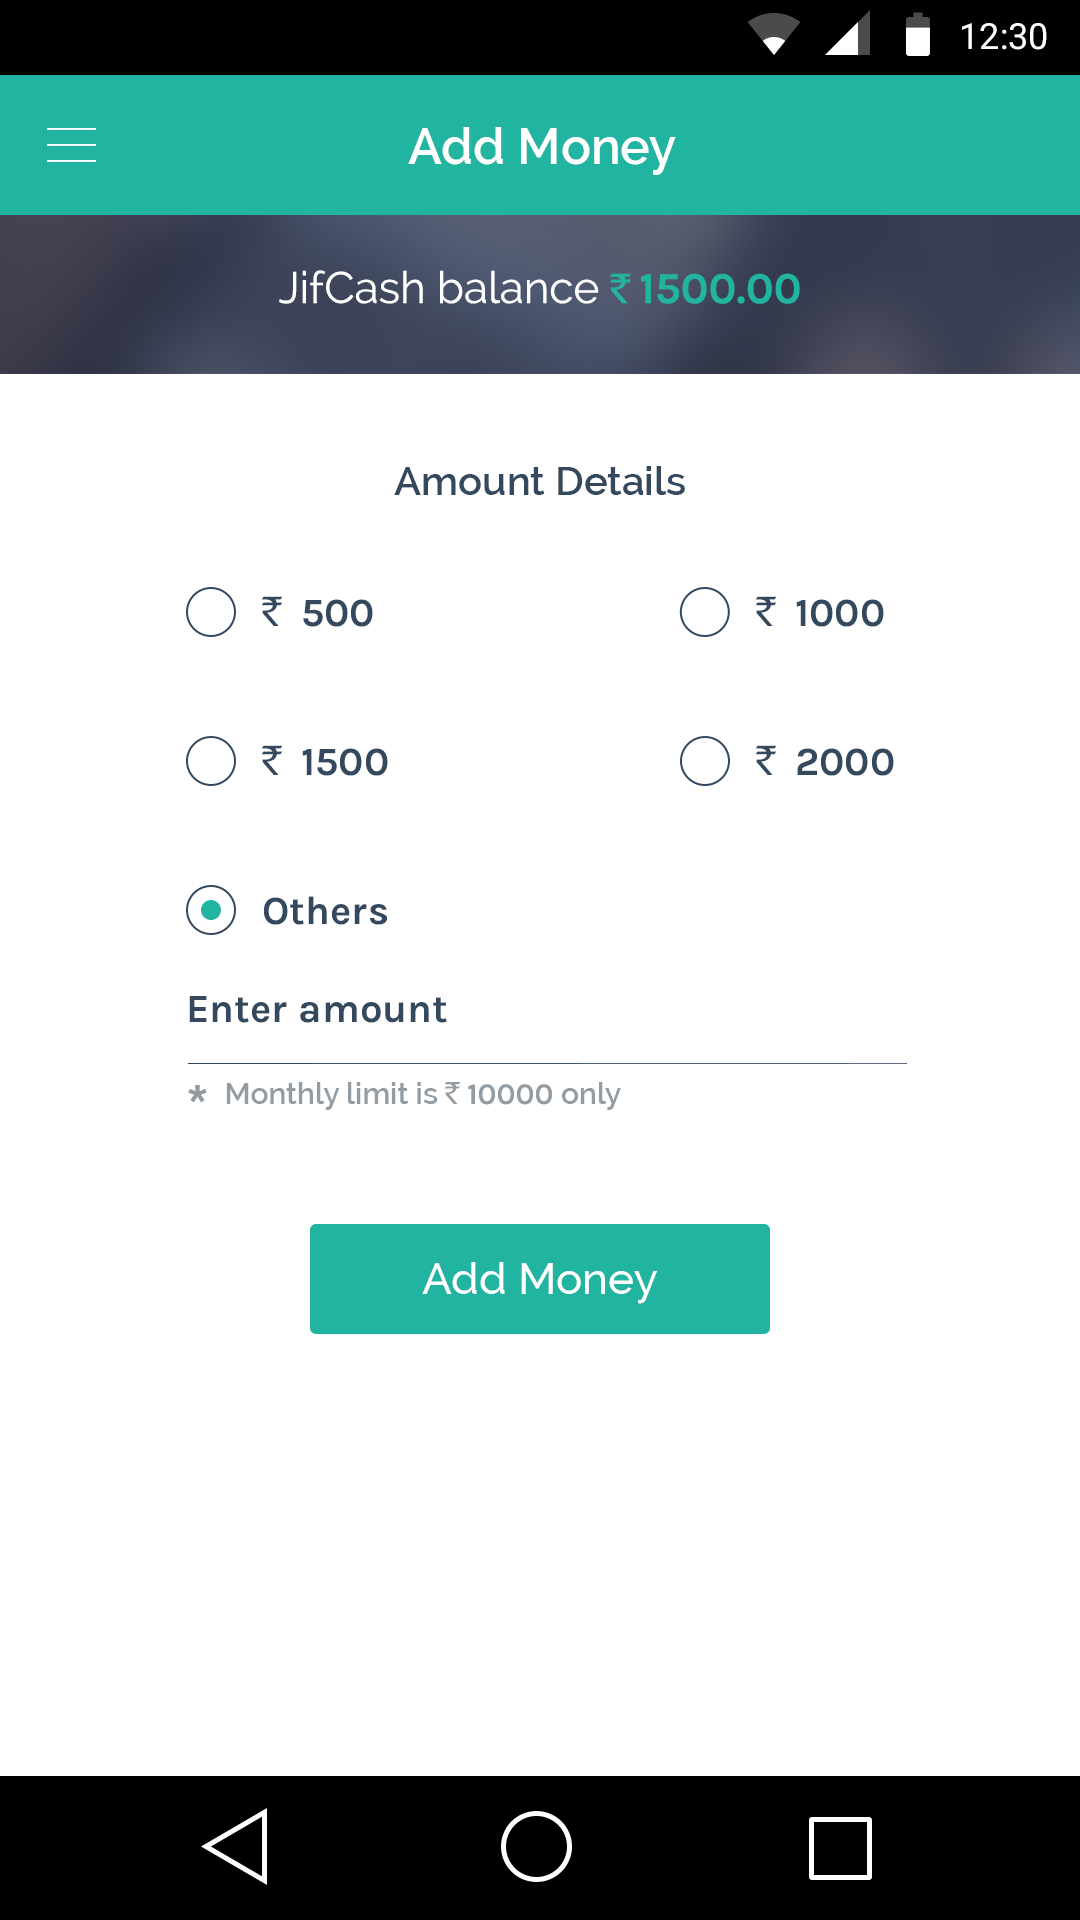 12:30
Add Money
JifCash balance ₹ 1500.00
Amount Details
₹ 500
₹ 1000
₹ 1500
₹ 2000
Others
Enter amount
* Monthly limit is ₹ 10000 only
Add Money